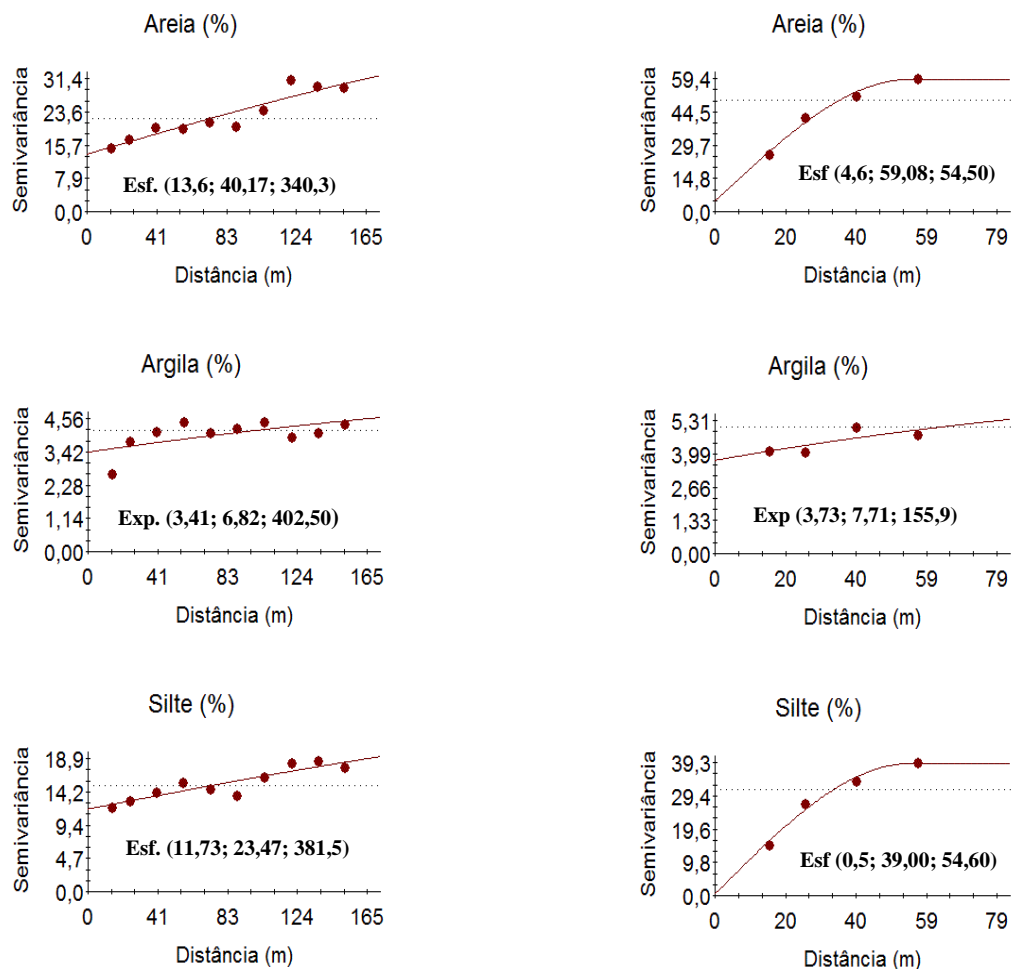 Areia (%)
Semivariância
31,4
23,6
15,7
7,9
0,0
Esf. (13,6; 40,17; 340,3)
0 41 83 124 165
Distância (m)
Areia (%)
Semivariância
59,4
44,5
29,7
14,8
0,0
Esf (4,6; 59,08; 54,50)
0 20 40 59 79
Distância (m)
Argila (%)
Semivariância
4,56
3,42
2,28
1,14
0,00
Exp. (3,41; 6,82; 402,50)
0 41 83 124 165
Distância (m)
Argila (%)
Semivariância
5,31
3,99
2,66
1,33
0,00
Exp (3,73; 7,71; 155,9)
0 20 40 59 79
Distância (m)
Silte (%)
Semivariância
18,9
14,2
9,4
4,7
0,0
Esf. (11,73; 23,47; 381,5)
0 41 83 124 165
Distância (m)
Silte (%)
Semivariância
39,3
29,4
19,6
9,8
0,0
Esf (0,5; 39,00; 54,60)
0 20 40 59 79
Distância (m)